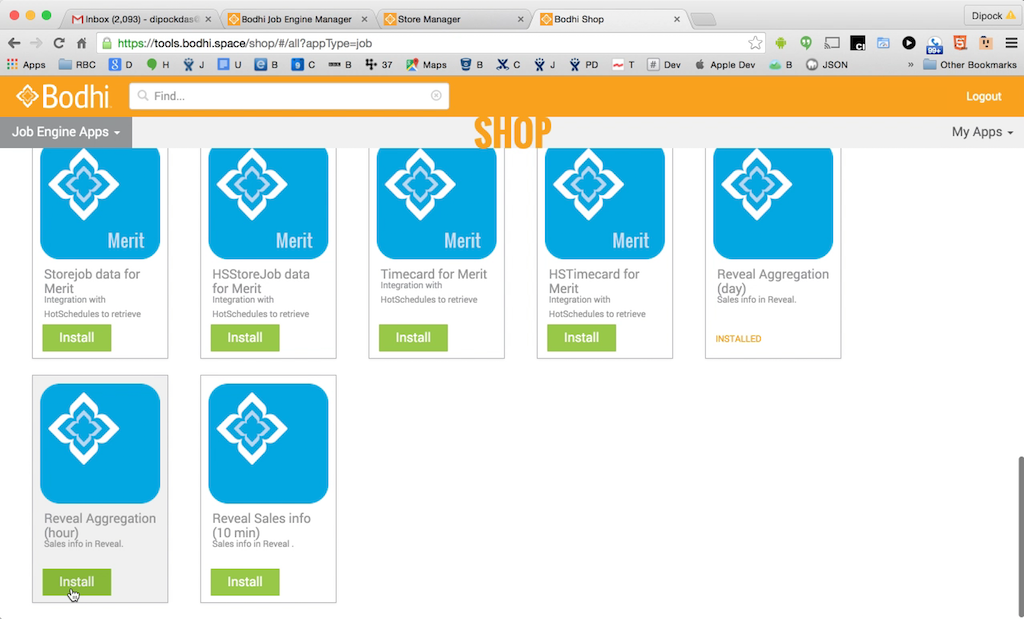 Inbox (2,093) - dipockdas@
Bodhi Job Engine Manager
Store Manager
Bodhi Shop
Dipock
https://tools.bodhi.space/shop/#/all?appType=job
Apps
RBC
D
H
J
U
B
C
B
37
Maps
B
C
J
PD
T
# Dev
Apple Dev
B
JSON
»
Other Bookmarks
Bodhi
Find...
Logout
Job Engine Apps
SHOP
My Apps
Merit
Merit
Merit
Merit
Storejob data for
Merit
Integration with
HotSchedules to retrieve
Install
HSStoreJob data
for Merit
Integration with
HotSchedules to retrieve
Install
Timecard for Merit
Integration with
HotSchedules to retrieve
Install
HSTimecard for
Merit
Integration with
HotSchedules to retrieve
Install
Reveal Aggregation
(day)
Sales info in Reveal.
INSTALLED
Reveal Aggregation
(hour)
Sales info in Reveal.
Install
Reveal Sales info
(10 min)
Sales info in Reveal .
Install